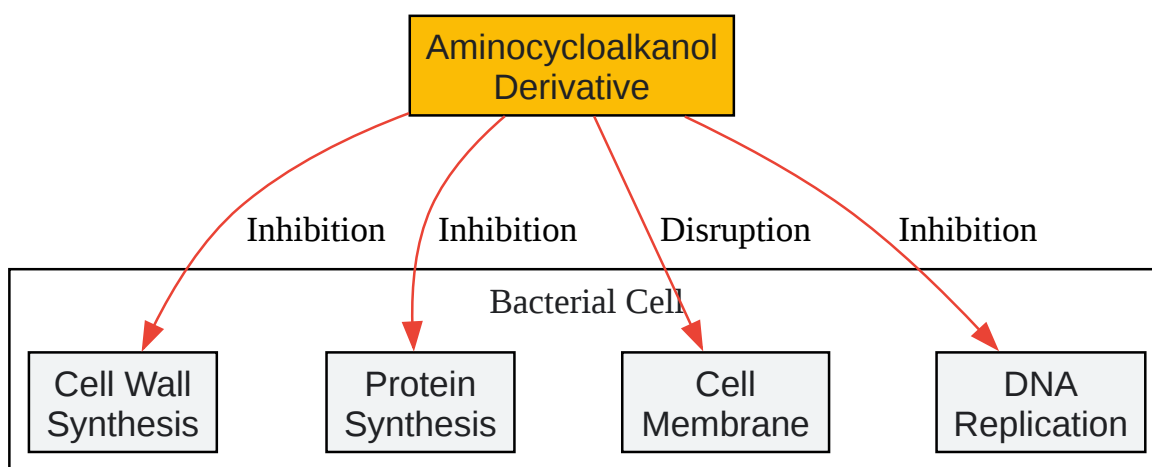 Aminocycloalkanol
Derivative
Inhibition
Inhibition
Disruption
Inhibition
Bacterial Cell
Cell Wall
Synthesis
Protein
Synthesis
Cell
Membrane
DNA
Replication